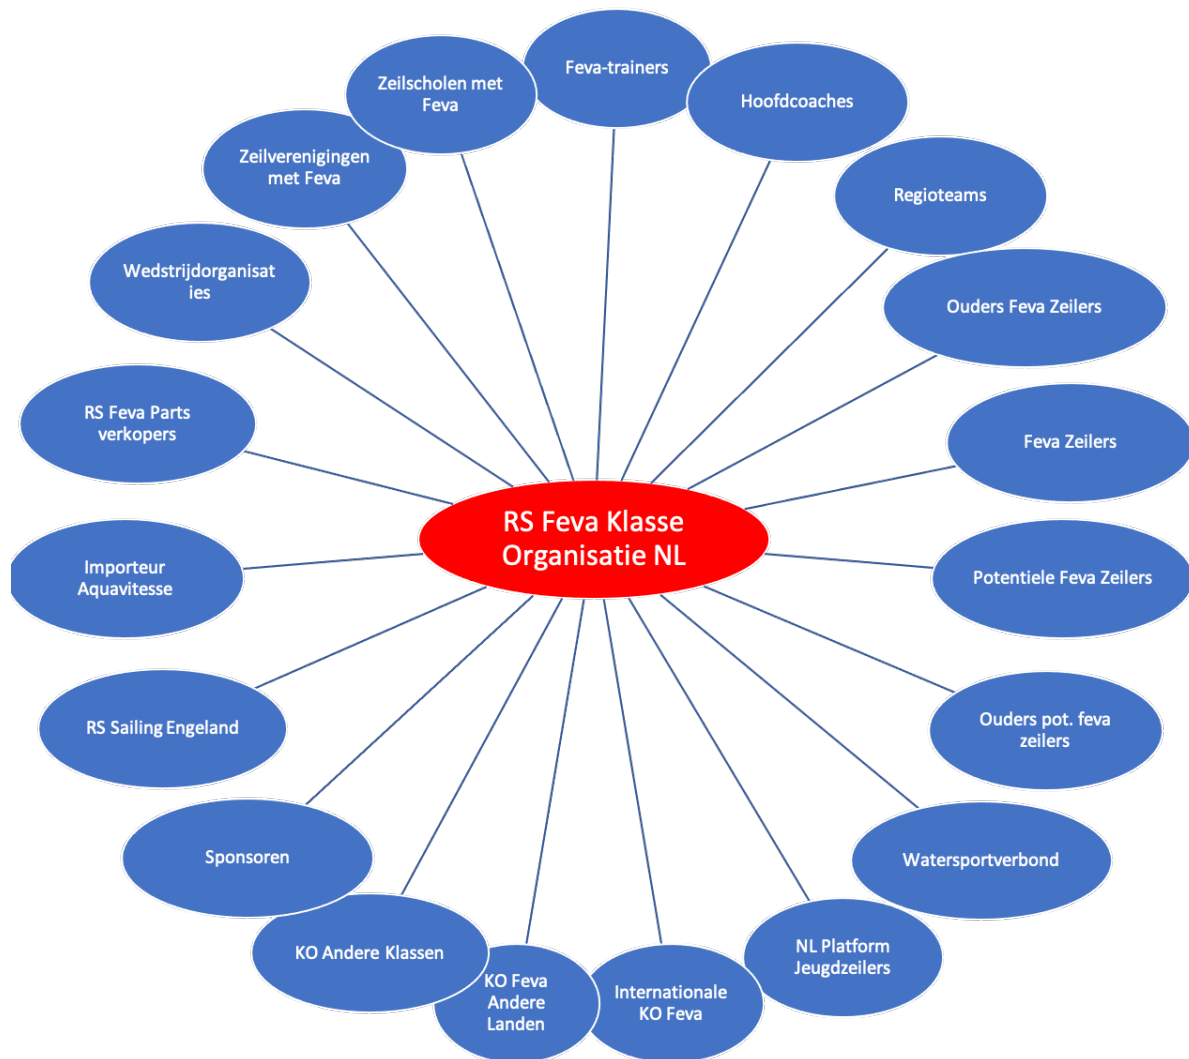 Feva-trainers
Hoofdcoaches
Regioteams
Ouders Feva Zeilers
Feva Zeilers
Potentiele Feva Zeilers
Ouders pot. feva
zeilers
Watersportverbond
NL Platform
Jeugdzeilers
Internationale
KO Feva
KO Feva
Andere
Landen
KO Andere Klassen
Sponsoren
RS Sailing Engeland
Importeur
Aquavitesse
RS Feva Parts
verkopers
Wedstrijdorganisat
ies
Zeilverenigingen
met Feva
Zeilscholen met
Feva
RS Feva Klasse
Organisatie NL